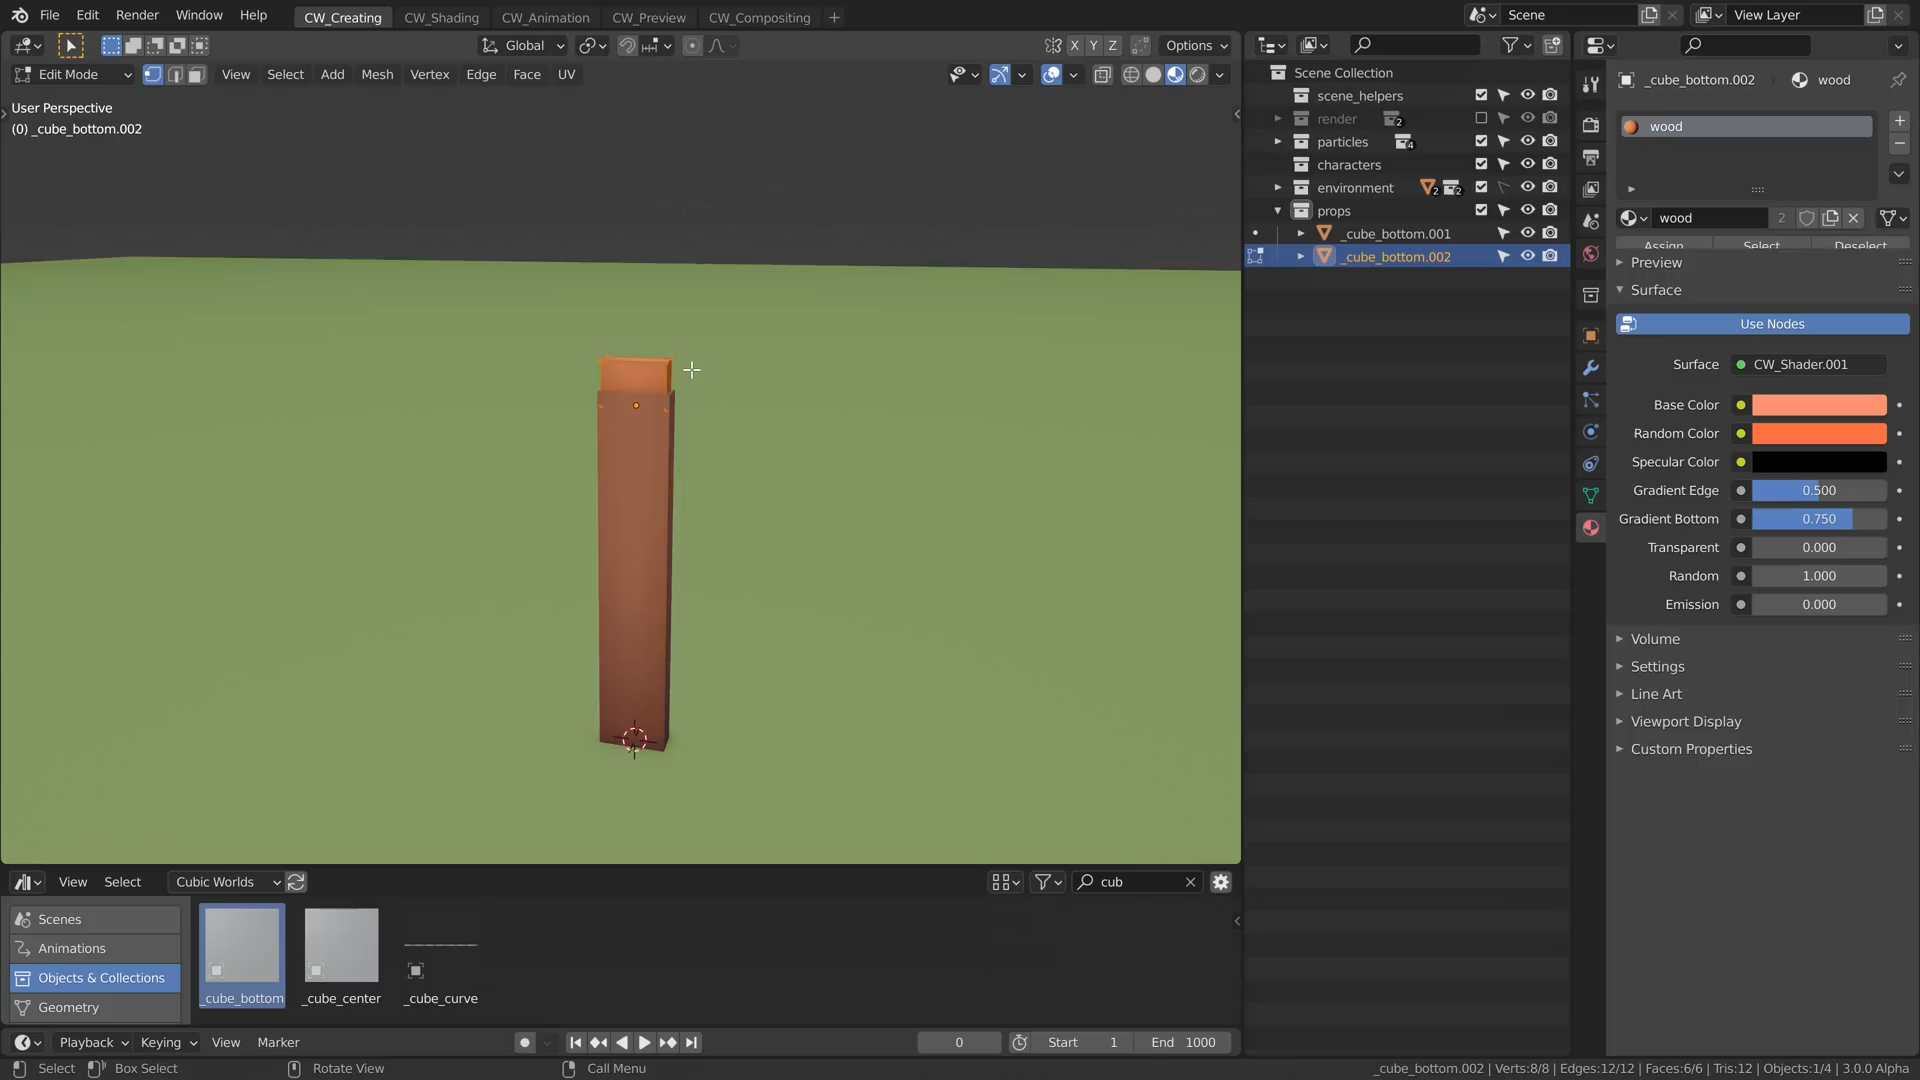 File Edit Render Window Help CW_Creating CW_Shading CW_Animation CW_Preview CW_Compositing + Scene View Layer
Global X Y Z Options
Edit Mode View Select Add Mesh Vertex Edge Face UV
User Perspective
(0) _cube_bottom.002
Scene Collection
scene_helpers
render 2
particles 4
characters
environment 2 2
props
_cube_bottom.001
_cube_bottom.002
_cube_bottom.002 wood
wood
wood 2
Assign Select Deselect
Preview
Surface
Use Nodes
Surface CW_Shader.001
Base Color
Random Color
Specular Color
Gradient Edge 0.500
Gradient Bottom 0.750
Transparent 0.000
Random 1.000
Emission 0.000
Volume
Settings
Line Art
Viewport Display
Custom Properties
View Select Cubic Worlds cub
Scenes
Animations
Objects & Collections
Geometry
_cube_bottom _cube_center _cube_curve
Playback Keying View Marker 0 Start 1 End 1000
Select Box Select Rotate View Call Menu _cube_bottom.002 | Verts:8/8 | Edges:12/12 | Faces:6/6 | Tris:12 | Objects:1/4 | 3.0.0 Alpha